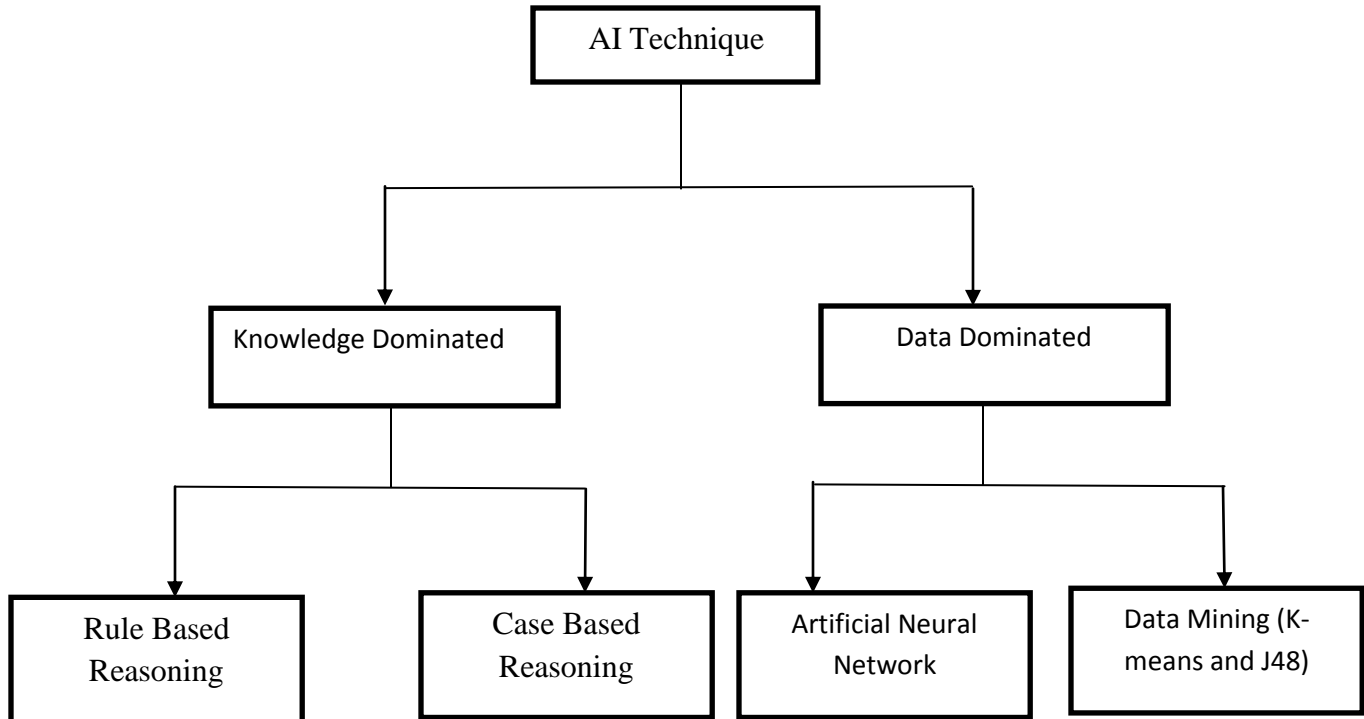 AI Technique
Knowledge Dominated
Data Dominated
Rule Based
Reasoning
Case Based
Reasoning
Artificial Neural
Network
Data Mining (K-
means and J48)